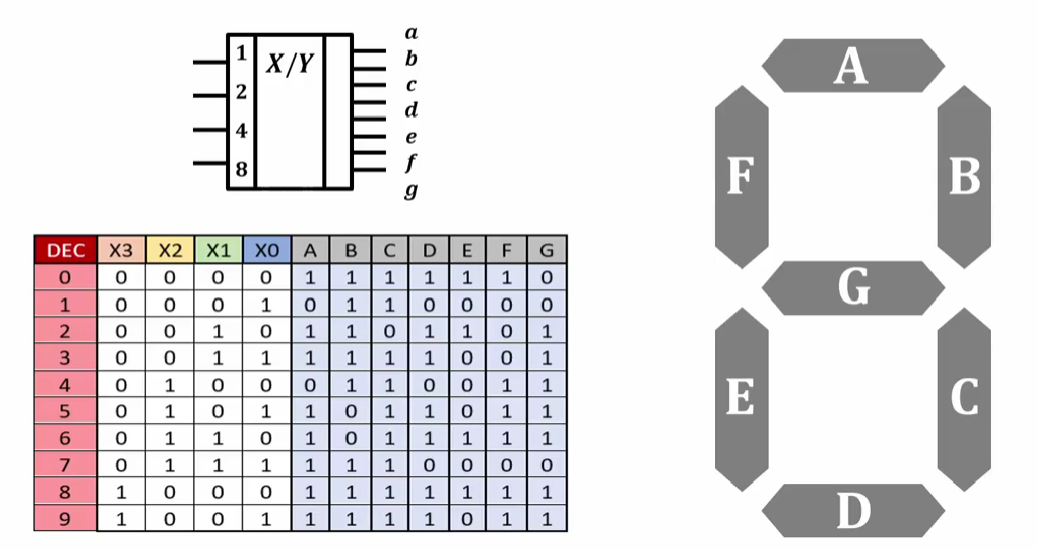 a
1 X/Y b
2 c
4 d
8 e
f
g
DEC X3 X2 X1 X0 A B C D E F G
0 0 0 0 0 1 1 1 1 1 1 0
1 0 0 0 1 0 1 1 0 0 0 0
2 0 0 1 0 1 1 0 1 1 0 1
3 0 0 1 1 1 1 1 1 0 0 1
4 0 1 0 0 0 1 1 0 0 1 1
5 0 1 0 1 1 0 1 1 0 1 1
6 0 1 1 0 1 0 1 1 1 1 1
7 0 1 1 1 1 1 1 0 0 0 0
8 1 0 0 0 1 1 1 1 1 1 1
9 1 0 0 1 1 1 1 1 0 1 1
A
F B
G
E C
D